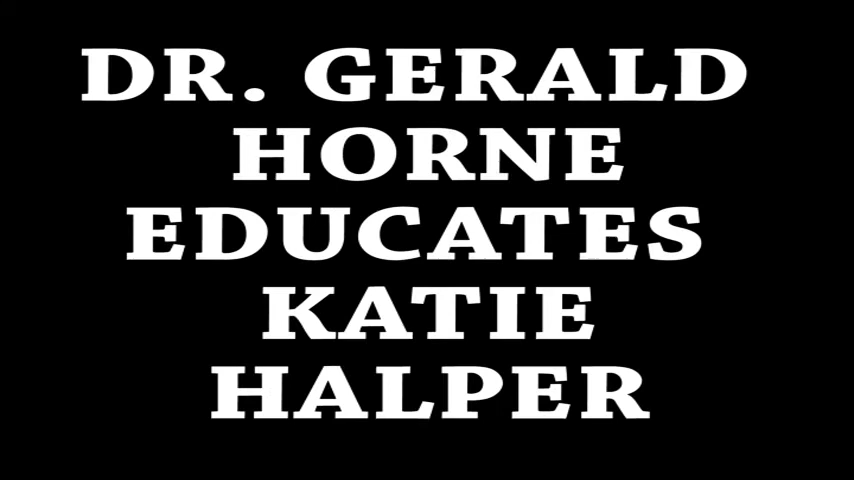 DR. GERALD
HORNE
EDUCATES
KATIE
HALPER